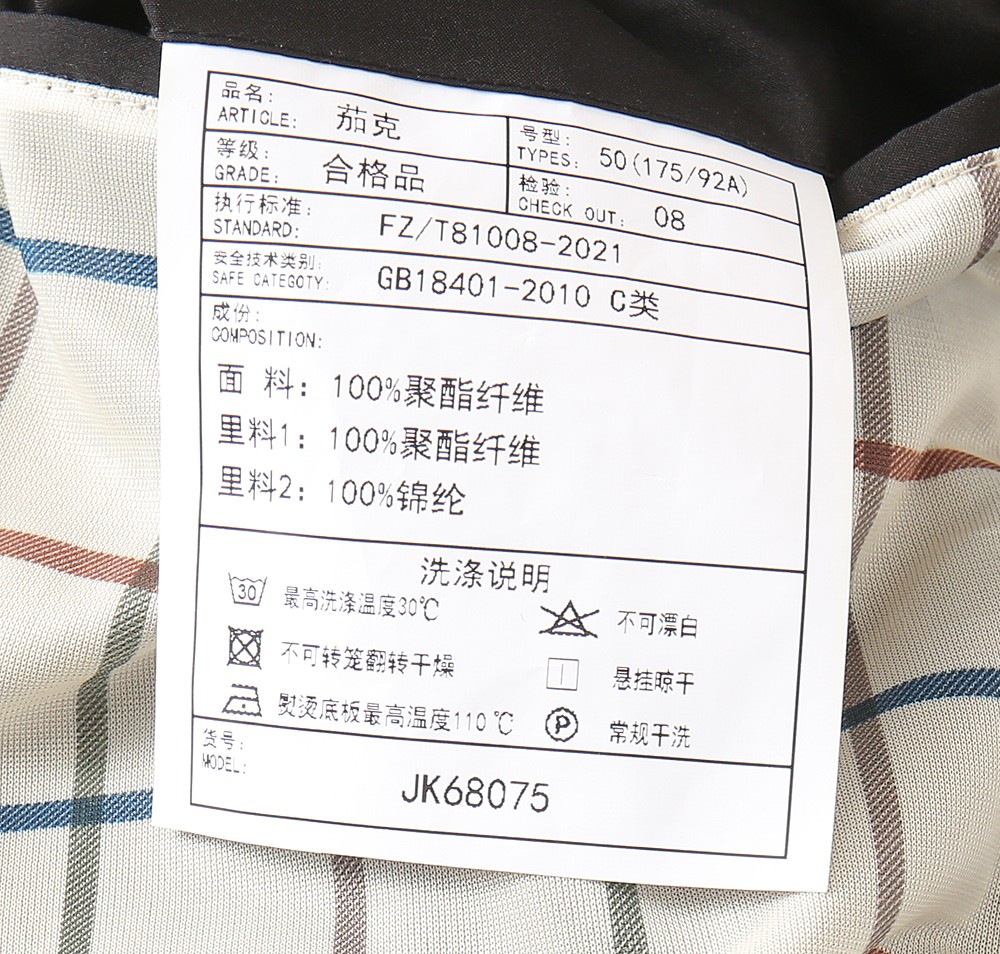 品名:
ARTICLE: 茄克
号型:
TYPES: 50(175/92A)
等级:
GRADE: 合格品
检验:
CHECK OUT: 08
执行标准:
STANDARD: FZ/T81008-2021
安全技术类别:
SAFE CATEGOTY: GB18401-2010 C类
成份:
COMPOSITION:
面 料: 100%聚酯纤维
里料1: 100%聚酯纤维
里料2: 100%锦纶
洗涤说明
30 最高洗涤温度30℃
不可漂白
不可转笼翻转干燥
悬挂晾干
熨烫底板最高温度110℃
P 常规干洗
货号:
MODEL:
JK68075